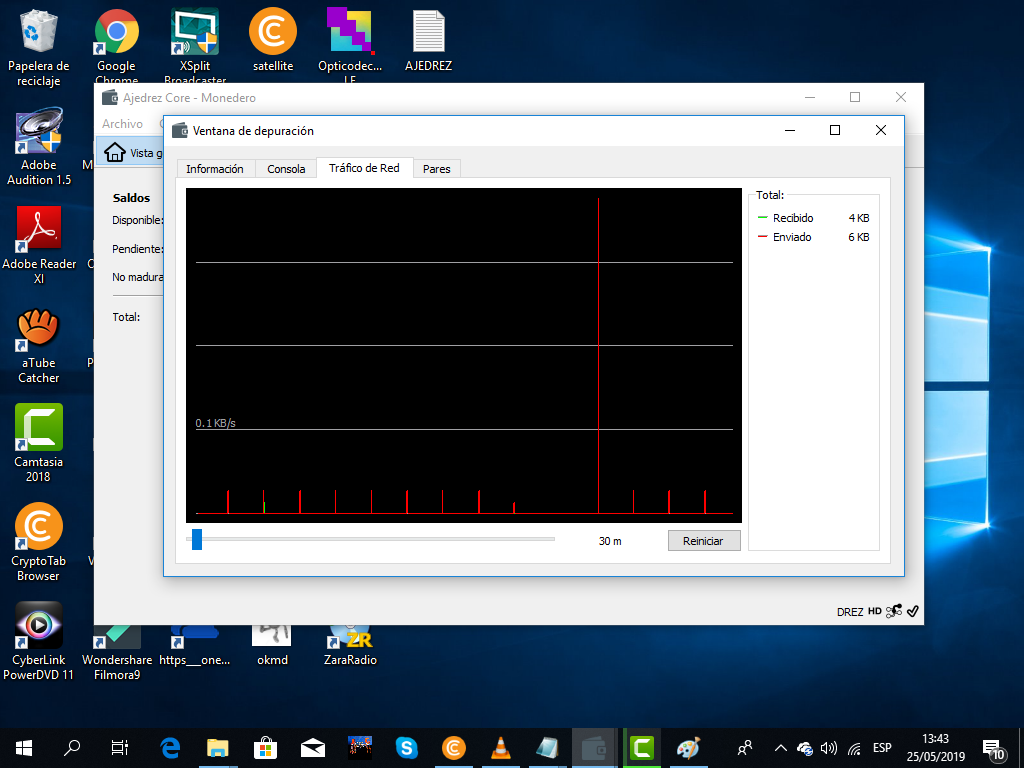 Papelera de
reciclaje
Google
Chrome
XSplit
Broadcaster
satellite
Opticodec...
AJEDREZ
Adobe
Audition 1.5
Adobe Reader
XI
aTube
Catcher
Camtasia
2018
CryptoTab
Browser
CyberLink
PowerDVD 11
Wondershare
Filmora9
https___one...
okmd
ZaraRadio
Ajedrez Core - Monedero
Archivo
Vista g
Saldos
Disponible:
Pendiente:
No madura
Total:
DREZ HD
Ventana de depuración
Información Consola Tráfico de Red Pares
0.1 KB/s
30 m
Reiniciar
Total:
Recibido 4 KB
Enviado 6 KB
ESP
13:43
25/05/2019
10